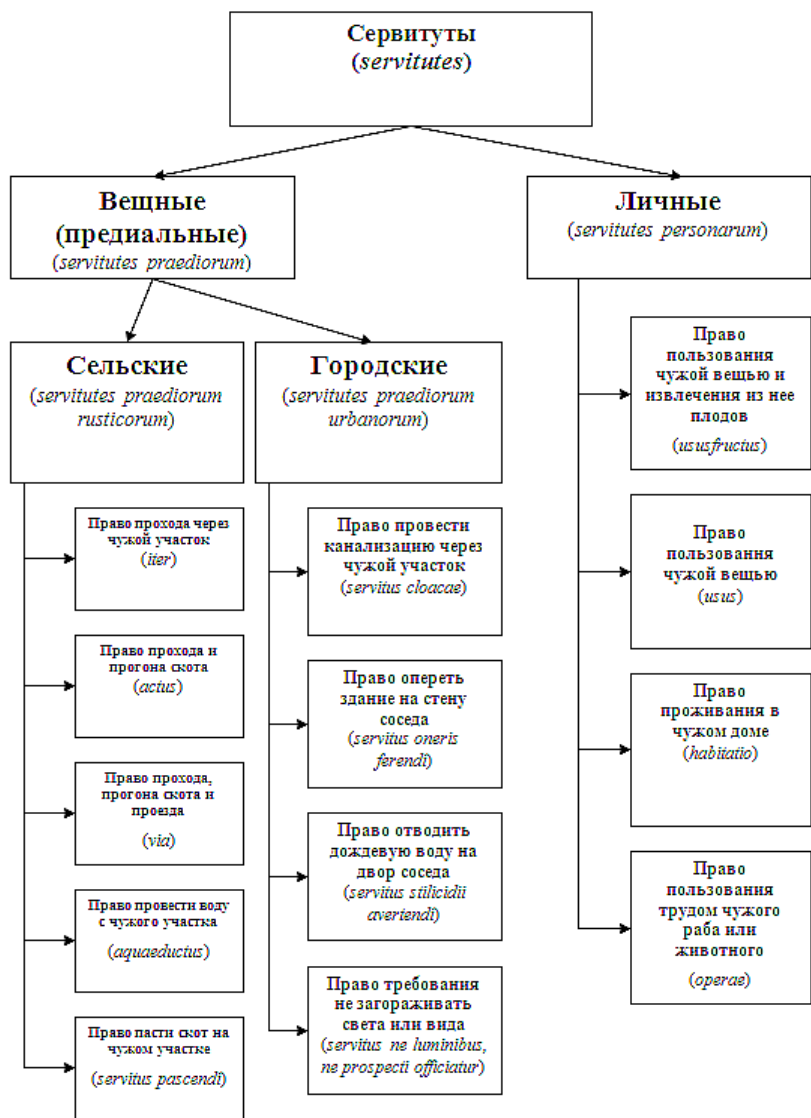 Сервитуты
(servitutes)
Вещные
(предиальные)
(servitutes praediorum)
Личные
(servitutes personarum)
Сельские
(servitutes praediorum
rusticorum)
Городские
(servitutes praediorum
urbanorum)
Право прохода через
чужой участок
(iter)
Право прохода и
прогона скота
(actus)
Право прохода,
прогона скота и
проезда
(via)
Право провести воду
с чужого участка
(aquaeductus)
Право пасти скот на
чужом участке
(servitus pascendi)
Право провести
канализацию через
чужой участок
(servitus cloacae)
Право опереть
здание на стену
соседа
(servitus oneris
ferendi)
Право отводить
дождевую воду на
двор соседа
(servitus stilicidii
avertendi)
Право требования
не загораживать
света или вида
(servitus ne luminibus,
ne prospecti officiatur)
Право
пользования
чужой вещью и
извлечения из нее
плодов
(ususfructus)
Право
пользования
чужой вещью
(usus)
Право
проживания в
чужом доме
(habitatio)
Право
пользования
трудом чужого
раба или
животного
(operae)